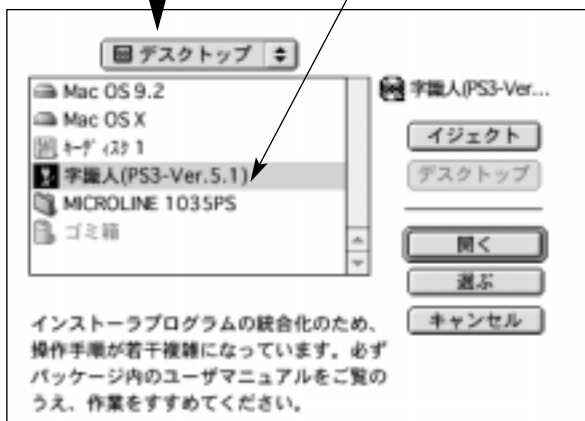 デスクトップ
Mac OS 9.2
Mac OS X
ｷｰﾃﾞｨｽｸ 1
字識人(PS3-Ver.5.1)
MICROLINE 1035PS
ゴミ箱
字識人(PS3-Ver...
イジェクト
デスクトップ
開く
選ぶ
キャンセル
インストーラプログラムの統合化のため、
操作手順が若干複雑になっています。必ず
パッケージ内のユーザマニュアルをご覧の
うえ、作業をすすめてください。